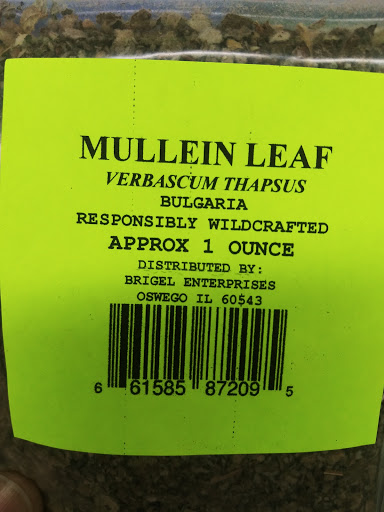 MULLEIN LEAF
VERBASCUM THAPSUS
BULGARIA
RESPONSIBLY WILDCRAFTED
APPROX 1 OUNCE
DISTRIBUTED BY:
BRIGEL ENTERPRISES
OSWEGO IL 60543
6 61585 87209 5